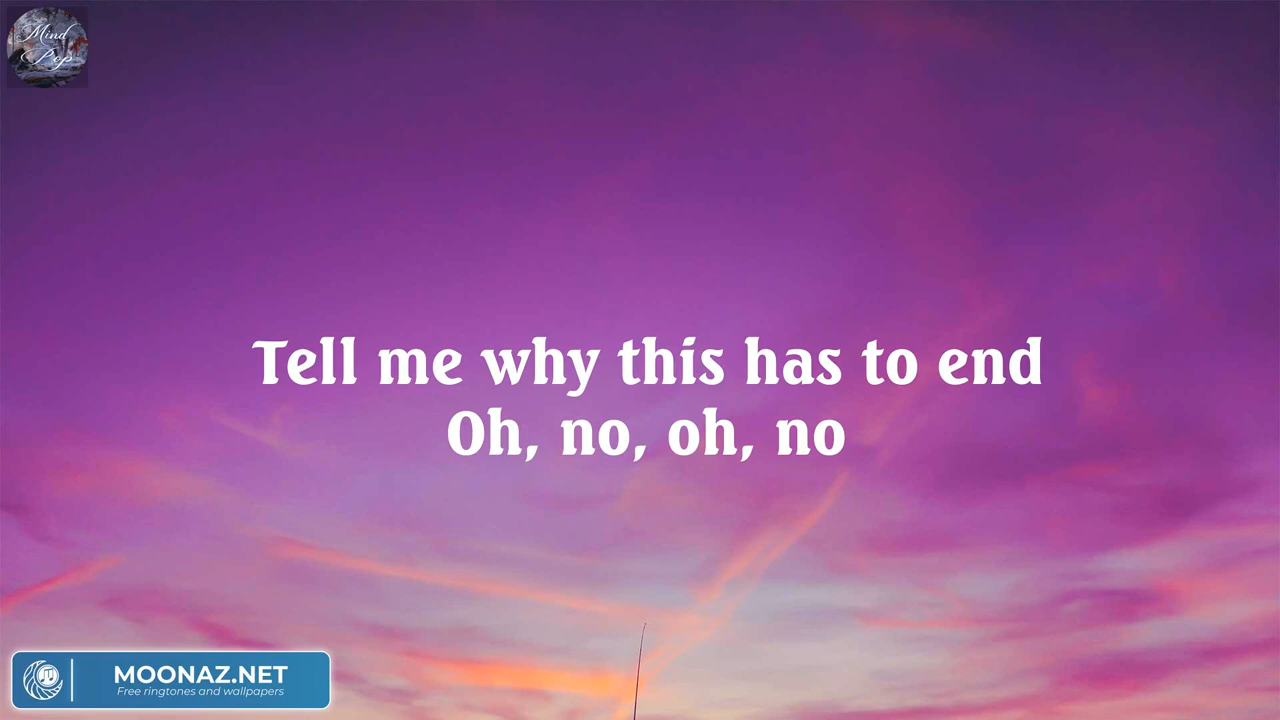 Mind
Pop
Tell me why this has to end
Oh, no, oh, no
MOONAZ.NET
Free ringtones and wallpapers